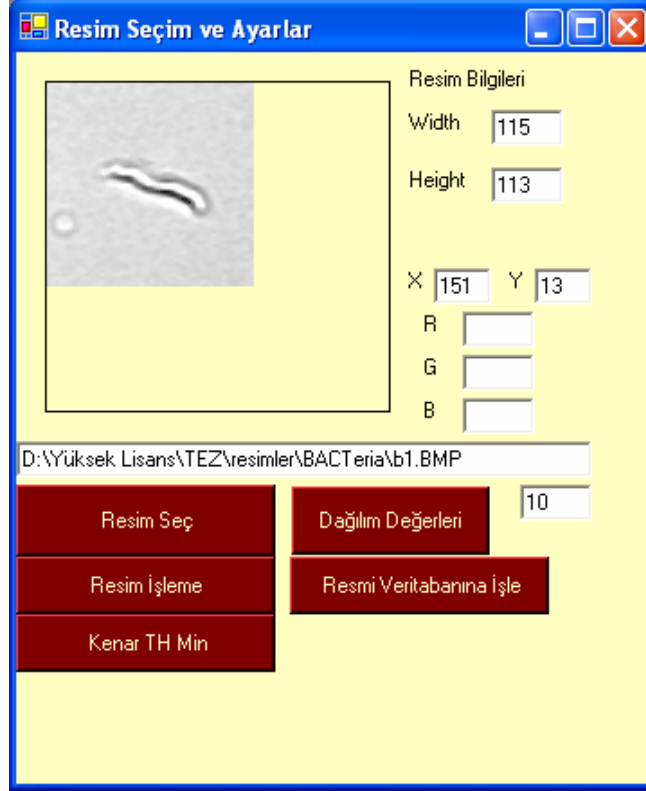 Resim Seçim ve Ayarlar
Resim Bilgileri
Width 115
Height 113
X 151 Y 13
R
G
B
D:\Yüksek Lisans\TEZ\resimler\BACTeria\b1.BMP
Resim Seç Dağılım Değerleri 10
Resim İşleme Resmi Veritabanına İşle
Kenar TH Min